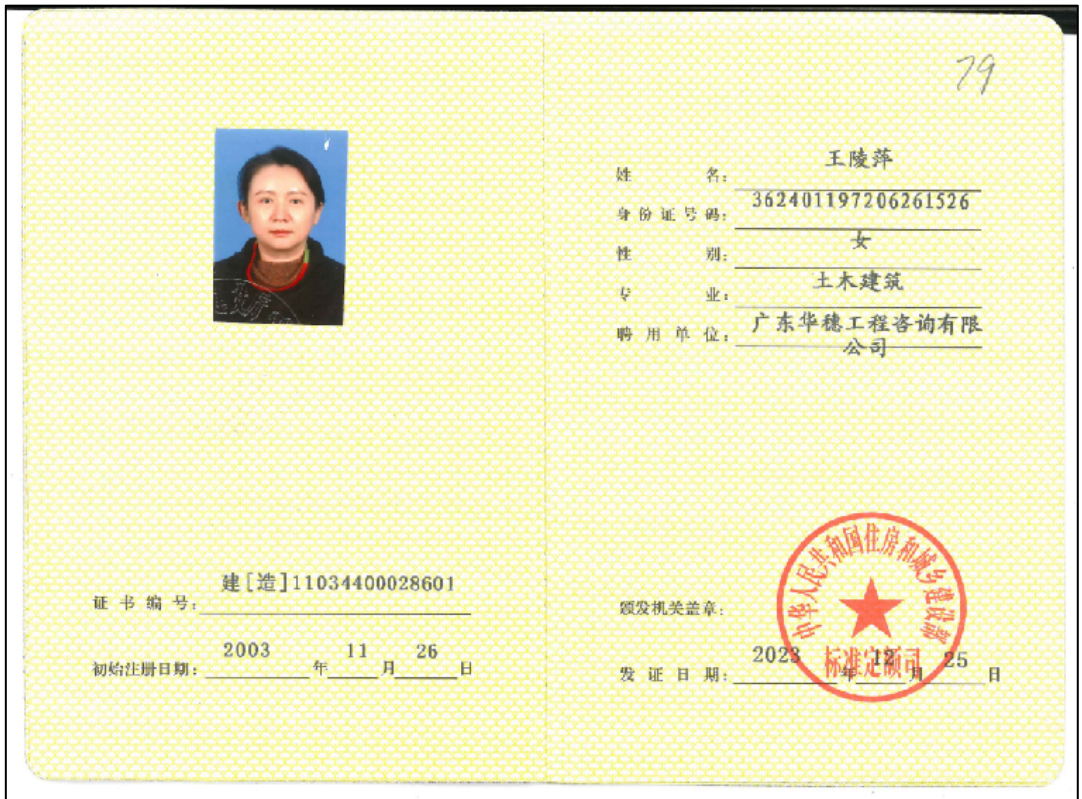 79
姓 名: 王陵萍
身份证号码: 362401197206261526
性 别: 女
专 业: 土木建筑
聘用单位: 广东华穗工程咨询有限
公司
证书编号: 建[造]11034400028601
初始注册日期: 2003 年 11 月 26 日
颁发机关盖章:
中华人民共和国住房和城乡建设部
标准定额司
发证日期: 2023 年 12 月 25 日